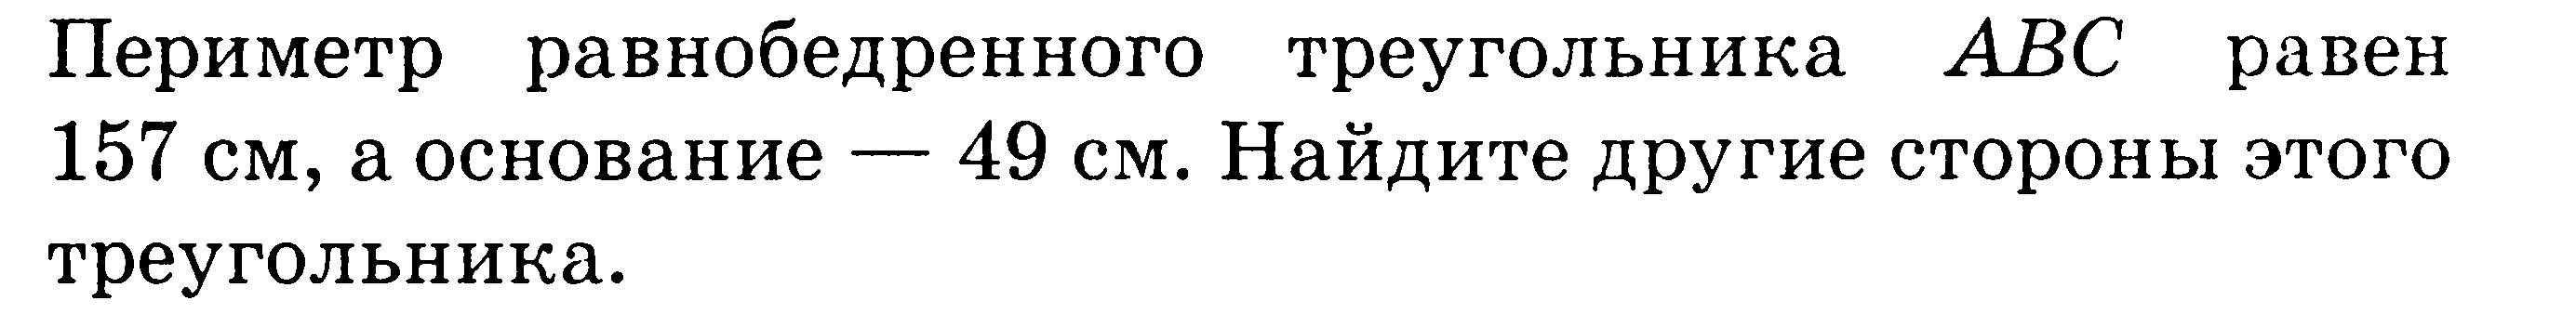 Периметр равнобедренного треугольника ABC равен
157 см, а основание — 49 см. Найдите другие стороны этого
треугольника.